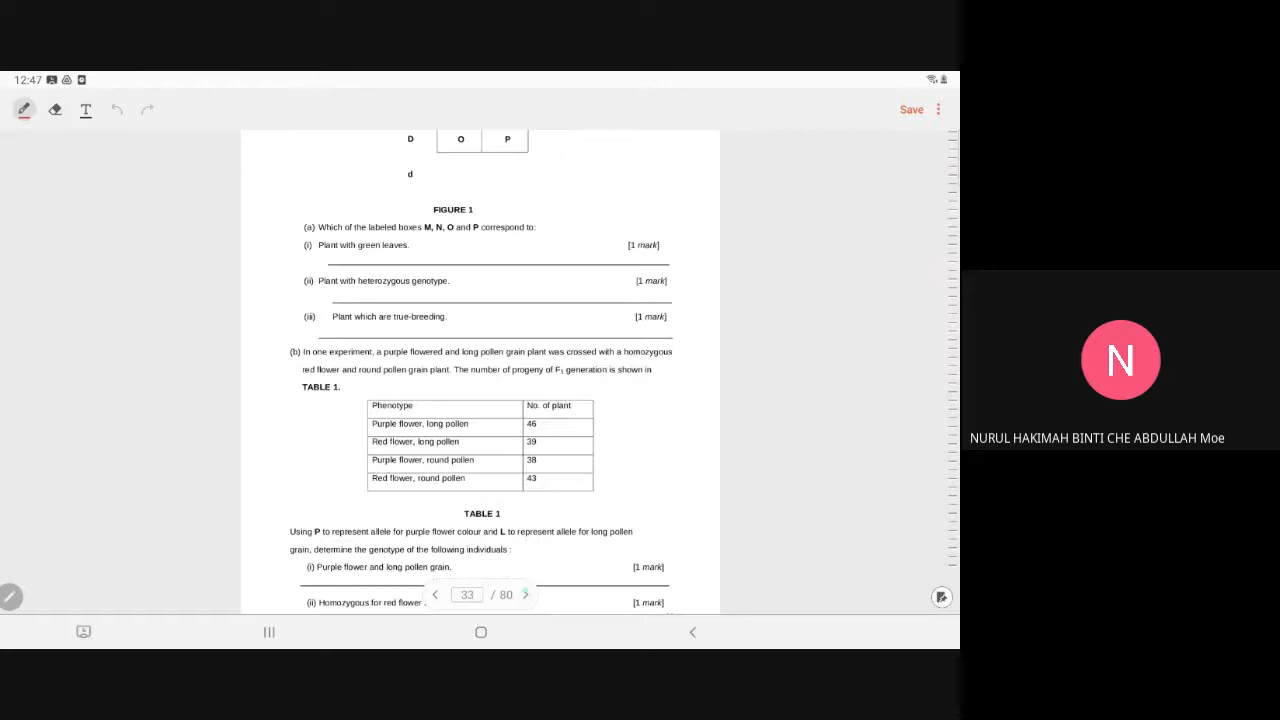 12:47
T
Save
D O P
d
FIGURE 1
(a) Which of the labeled boxes M, N, O and P correspond to:
(i) Plant with green leaves. [1 mark]
(ii) Plant with heterozygous genotype. [1 mark]
(iii) Plant which are true-breeding. [1 mark]
(b) In one experiment, a purple flowered and long pollen grain plant was crossed with a homozygous
red flower and round pollen grain plant. The number of progeny of F1 generation is shown in
TABLE 1.
Phenotype No. of plant
Purple flower, long pollen 46
Red flower, long pollen 39
Purple flower, round pollen 38
Red flower, round pollen 43
TABLE 1
Using P to represent allele for purple flower colour and L to represent allele for long pollen
grain, determine the genotype of the following individuals :
(i) Purple flower and long pollen grain. [1 mark]
33 / 80
(ii) Homozygous for red flower [1 mark]
N
NURUL HAKIMAH BINTI CHE ABDULLAH Moe